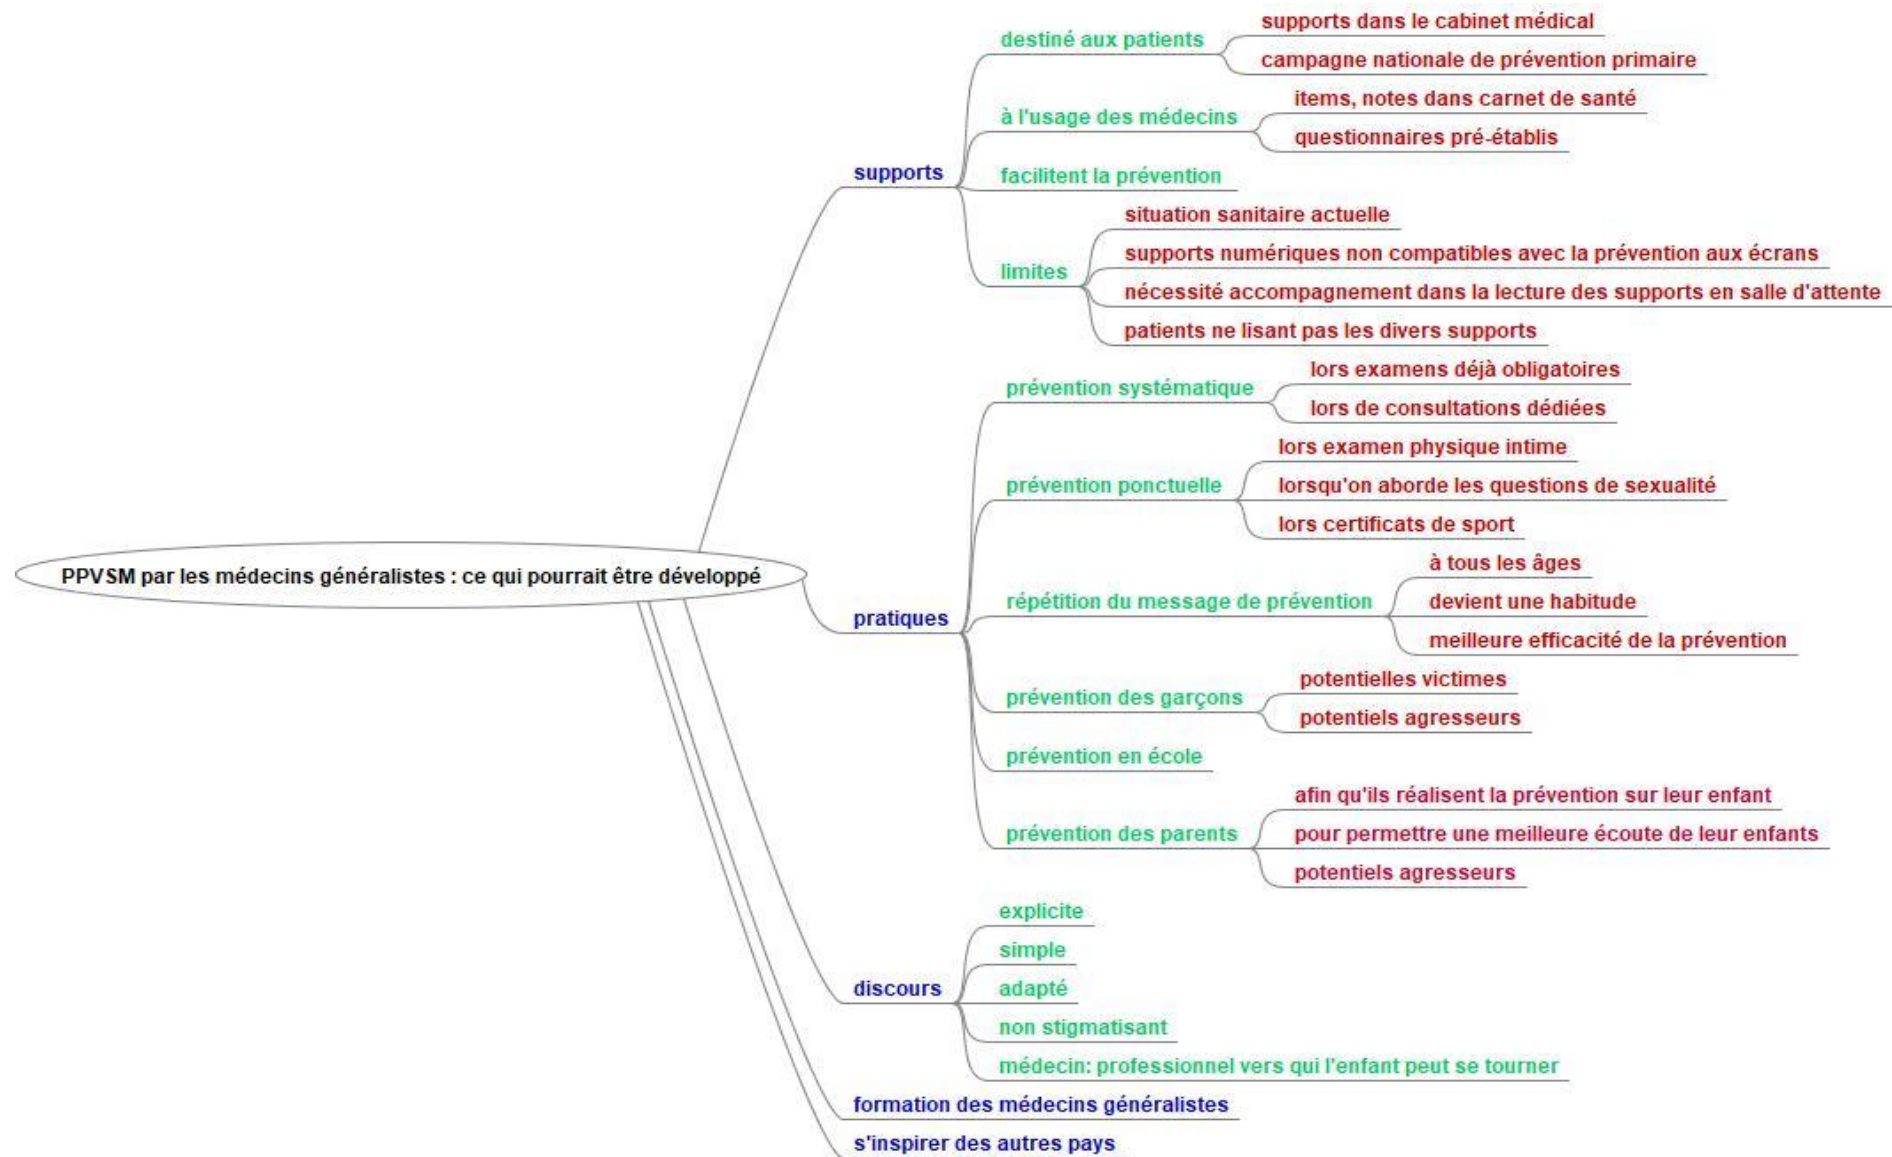 PPVSM par les médecins généralistes : ce qui pourrait être développé
supports
destiné aux patients
supports dans le cabinet médical
campagne nationale de prévention primaire
à l'usage des médecins
items, notes dans carnet de santé
questionnaires pré-établis
facilitent la prévention
limites
situation sanitaire actuelle
supports numériques non compatibles avec la prévention aux écrans
nécessité accompagnement dans la lecture des supports en salle d'attente
patients ne lisant pas les divers supports
pratiques
prévention systématique
lors examens déjà obligatoires
lors de consultations dédiées
prévention ponctuelle
lors examen physique intime
lorsqu'on aborde les questions de sexualité
lors certificats de sport
répétition du message de prévention
à tous les âges
devient une habitude
meilleure efficacité de la prévention
prévention des garçons
potentielles victimes
potentiels agresseurs
prévention en école
prévention des parents
afin qu'ils réalisent la prévention sur leur enfant
pour permettre une meilleure écoute de leur enfants
potentiels agresseurs
discours
explicite
simple
adapté
non stigmatisant
médecin: professionnel vers qui l'enfant peut se tourner
formation des médecins généralistes
s'inspirer des autres pays